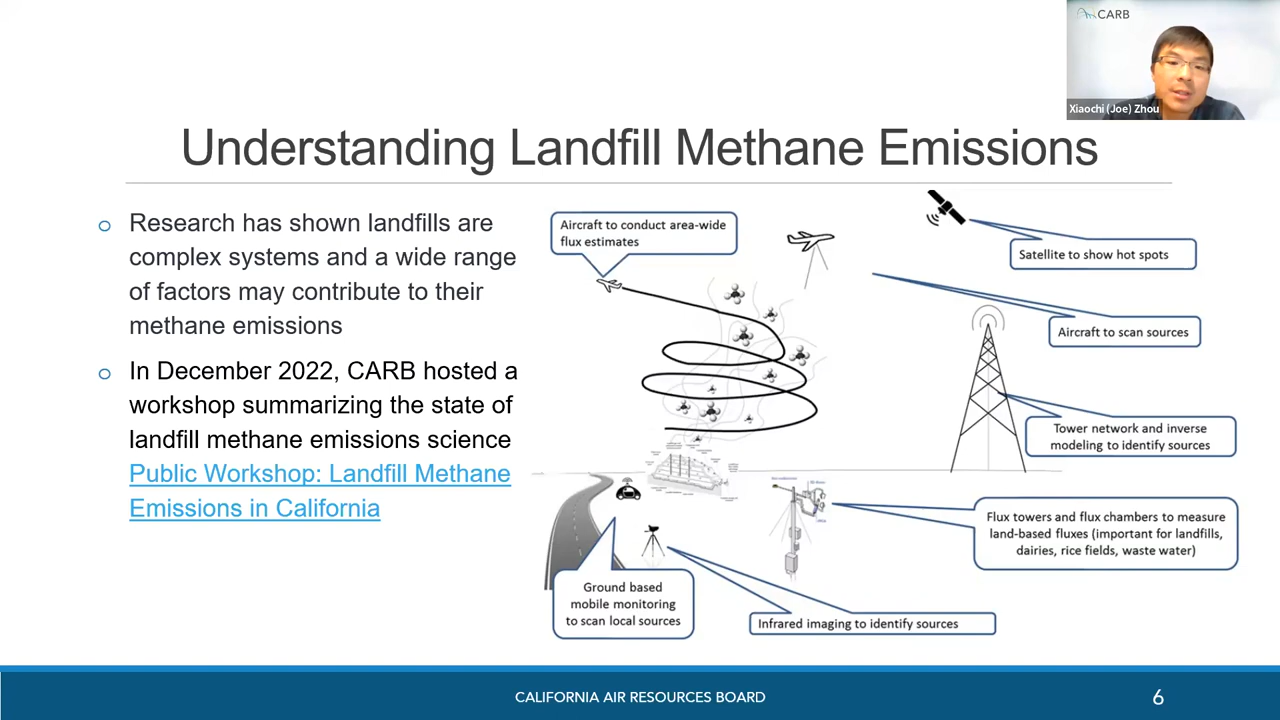 CARB
Xiaochi (Joe) Zhou
Understanding Landfill Methane Emissions
Research has shown landfills are
complex systems and a wide range
of factors may contribute to their
methane emissions
In December 2022, CARB hosted a
workshop summarizing the state of
landfill methane emissions science
Public Workshop: Landfill Methane
Emissions in California
Aircraft to conduct area-wide
flux estimates
Satellite to show hot spots
Aircraft to scan sources
Tower network and inverse
modeling to identify sources
Flux towers and flux chambers to measure
land-based fluxes (important for landfills,
dairies, rice fields, waste water)
Ground based
mobile monitoring
to scan local sources
Infrared imaging to identify sources
CALIFORNIA AIR RESOURCES BOARD
6